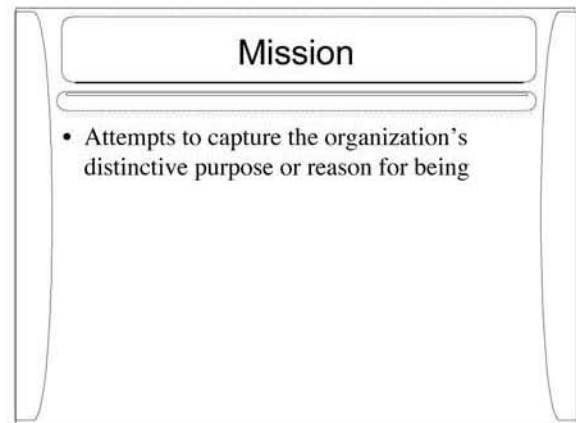 Mission
• Attempts to capture the organization's
distinctive purpose or reason for being